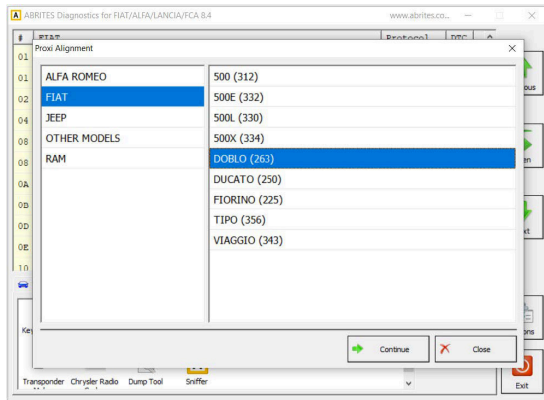 ABRITES Diagnostics for FIAT/ALFA/LANCIA/FCA 8.4 www.abrites.co...
# FIAT Protocol DTC
Proxi Alignment
ALFA ROMEO
FIAT
JEEP
OTHER MODELS
RAM
500 (312)
500E (332)
500L (330)
500X (334)
DOBLO (263)
DUCATO (250)
FIORINO (225)
TIPO (356)
VIAGGIO (343)
Continue Close
01
01
02
04
08
08
0A
0B
0D
0E
10
Transponder Chrysler Radio Dump Tool Sniffer
Exit